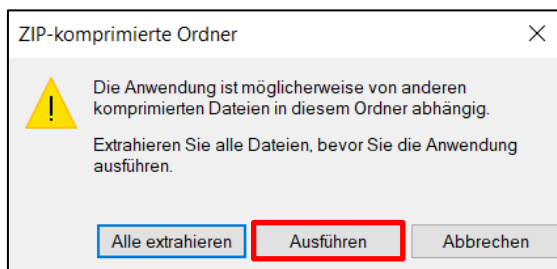 ZIP-komprimierte Ordner
Die Anwendung ist möglicherweise von anderen
komprimierten Dateien in diesem Ordner abhängig.
Extrahieren Sie alle Dateien, bevor Sie die Anwendung
ausführen.
Alle extrahieren
Ausführen
Abbrechen